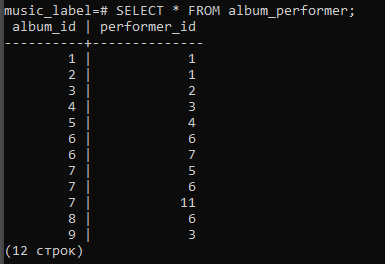 music_label=# SELECT * FROM album_performer;
 album_id | performer_id
----------+--------------
        1 |            1
        2 |            1
        3 |            2
        4 |            3
        5 |            4
        6 |            6
        6 |            7
        7 |            5
        7 |            6
        7 |           11
        8 |            6
        9 |            3
(12 строк)